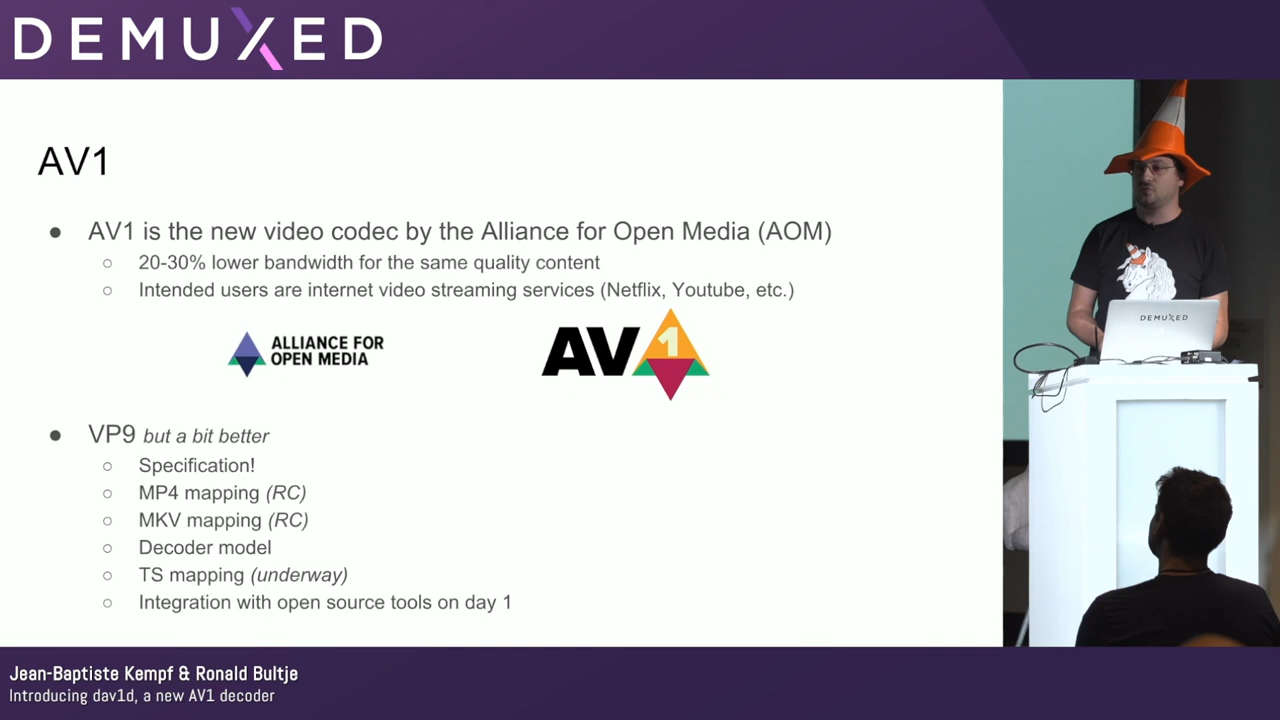 DEMUXED
AV1
● AV1 is the new video codec by the Alliance for Open Media (AOM)
○ 20-30% lower bandwidth for the same quality content
○ Intended users are internet video streaming services (Netflix, Youtube, etc.)
ALLIANCE FOR
OPEN MEDIA
AV1
● VP9 but a bit better
○ Specification!
○ MP4 mapping (RC)
○ MKV mapping (RC)
○ Decoder model
○ TS mapping (underway)
○ Integration with open source tools on day 1
DEMUXED
Jean-Baptiste Kempf & Ronald Bultje
Introducing dav1d, a new AV1 decoder